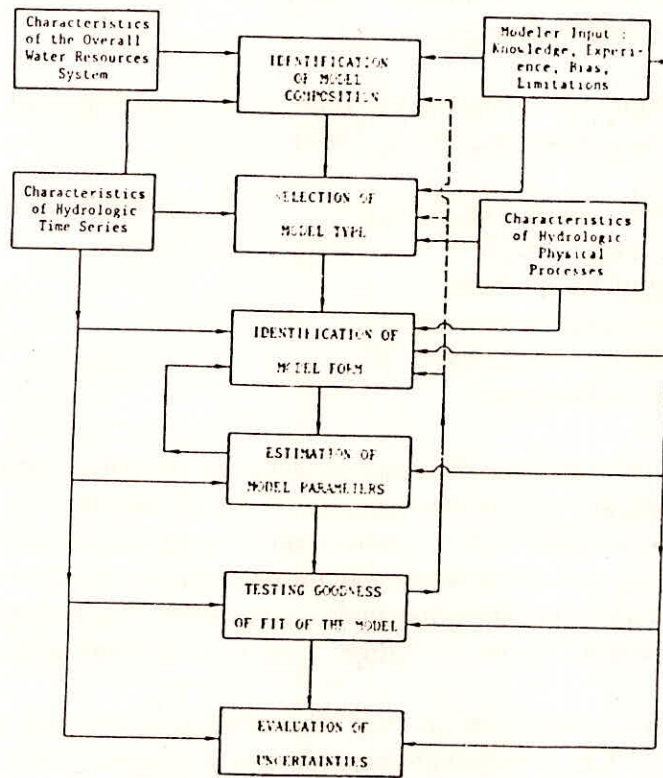 Characteristics
of the Overall
Water Resources
System
IDENTIFICATION
OF MODEL
COMPOSITION
Modeler Input :
Knowledge, Experi-
ence, Bias,
Limitations
Characteristics
of Hydrologic
Time Series
SELECTION OF
MODEL TYPE
Characteristics
of Hydrologic
Physical
Processes
IDENTIFICATION OF
MODEL FORM
ESTIMATION OF
MODEL PARAMETERS
TESTING GOODNESS
OF FIT OF THE MODEL
EVALUATION OF
UNCERTAINTIES